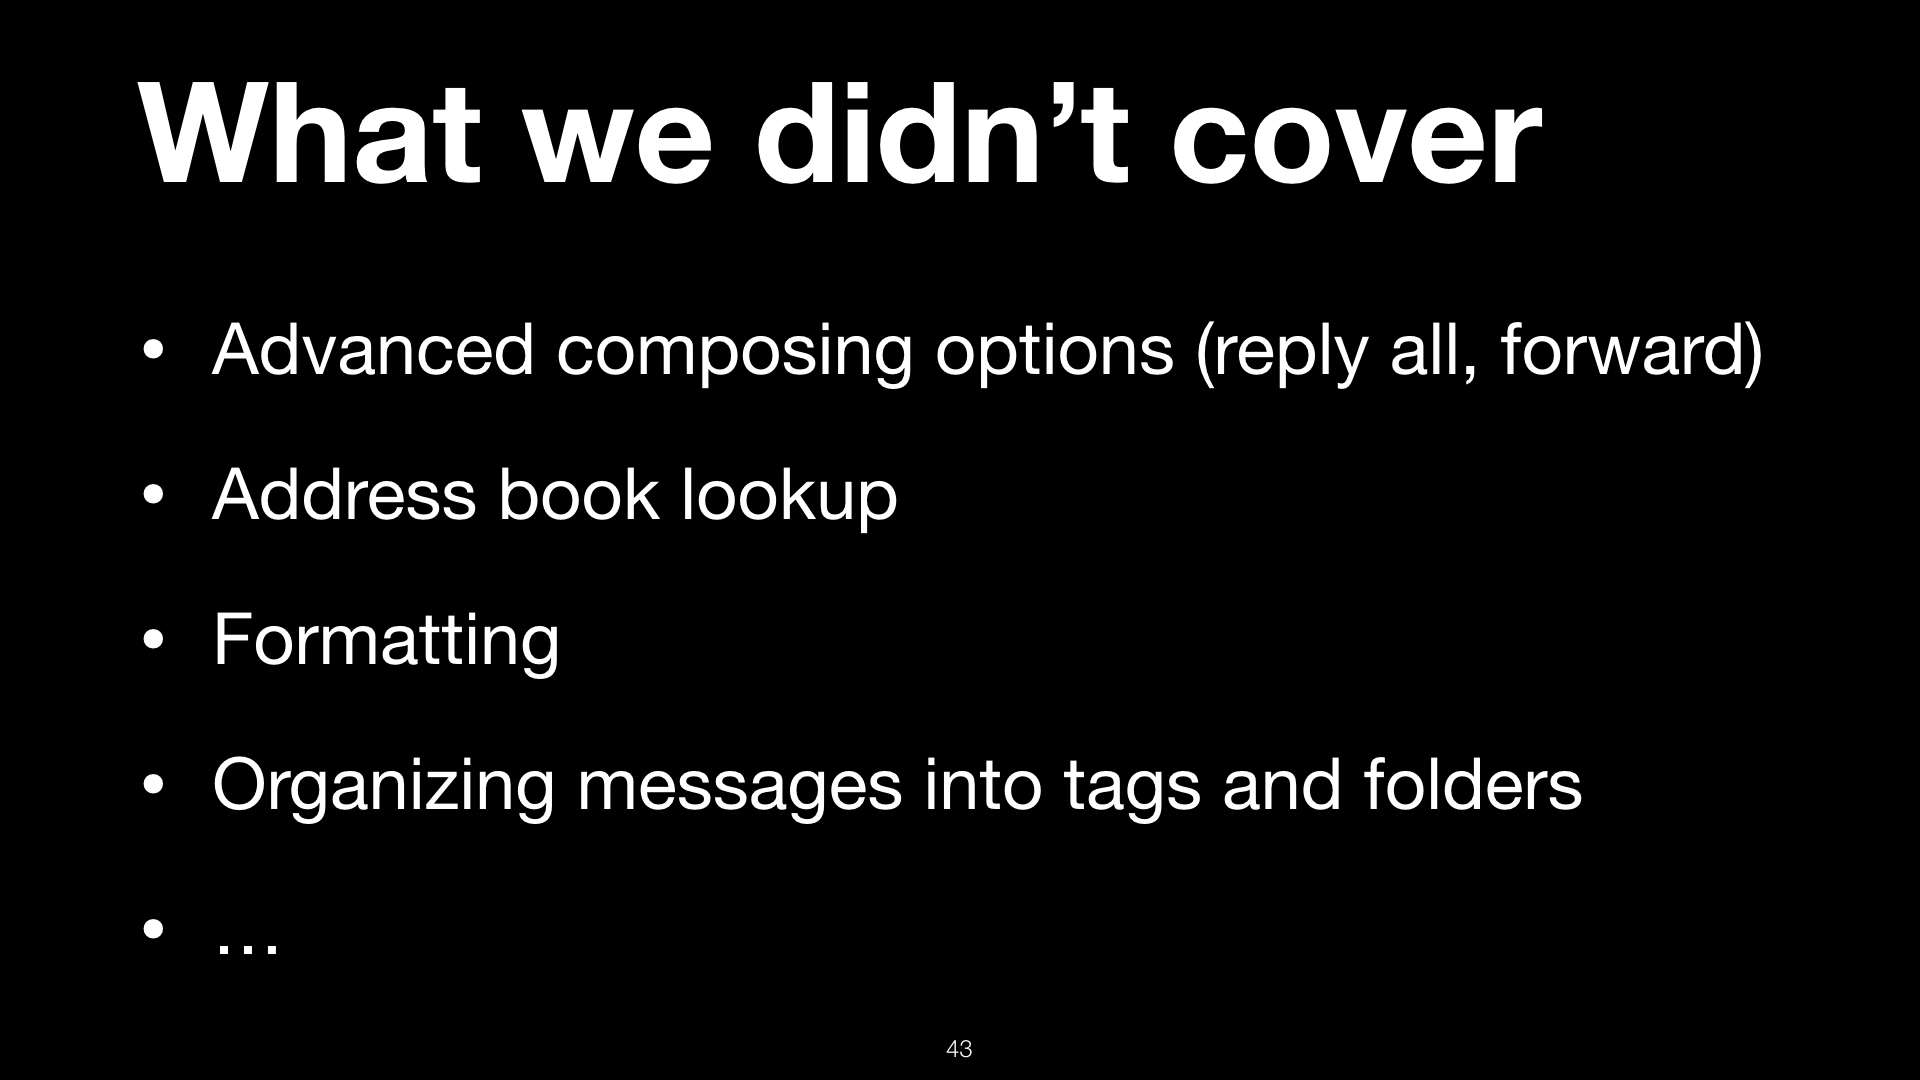 What we didn’t cover
• Advanced composing options (reply all, forward)
• Address book lookup
• Formatting
• Organizing messages into tags and folders
• …
43